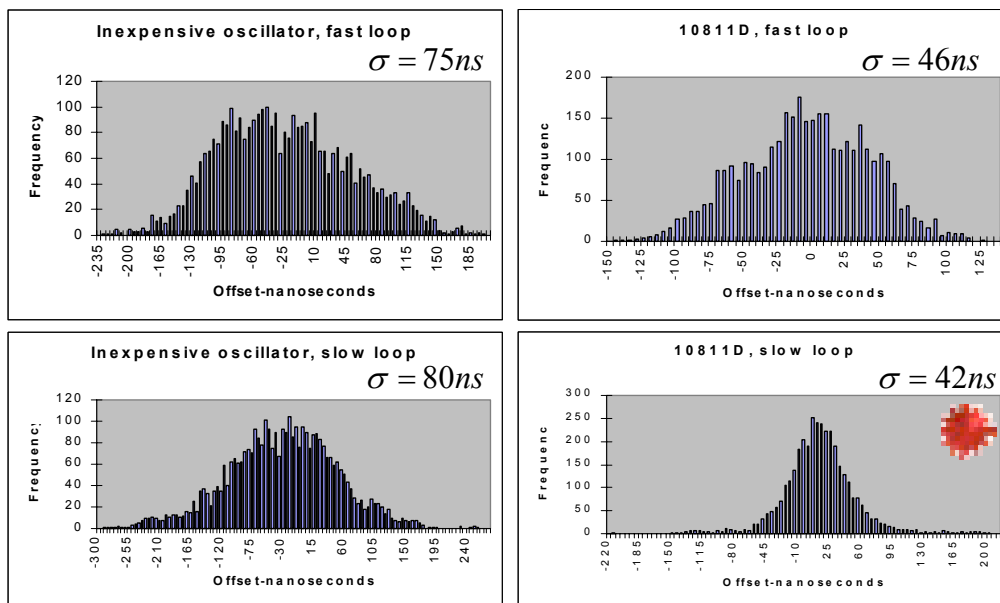 Inexpensive oscillator, fast loop
σ = 75ns
Frequency
120
100
80
60
40
20
0
-235 -200 -165 -130 -95 -60 -25 10 45 80 115 150 185
Offset-nanoseconds
10811D, fast loop
σ = 46ns
Frequenc
200
150
100
50
0
-150 -125 -100 -75 -50 -25 0 25 50 75 100 125
Offset-nanoseconds
Inexpensive oscillator, slow loop
σ = 80ns
Frequenc
120
100
80
60
40
20
0
-300 -255 -210 -165 -120 -75 -30 15 60 105 150 195 240
Offset-nanoseconds
10811D, slow loop
σ = 42ns
Frequenc
300
250
200
150
100
50
0
-220 -185 -150 -115 -80 -45 -10 25 60 95 130 165 200
Offset-nanoseconds